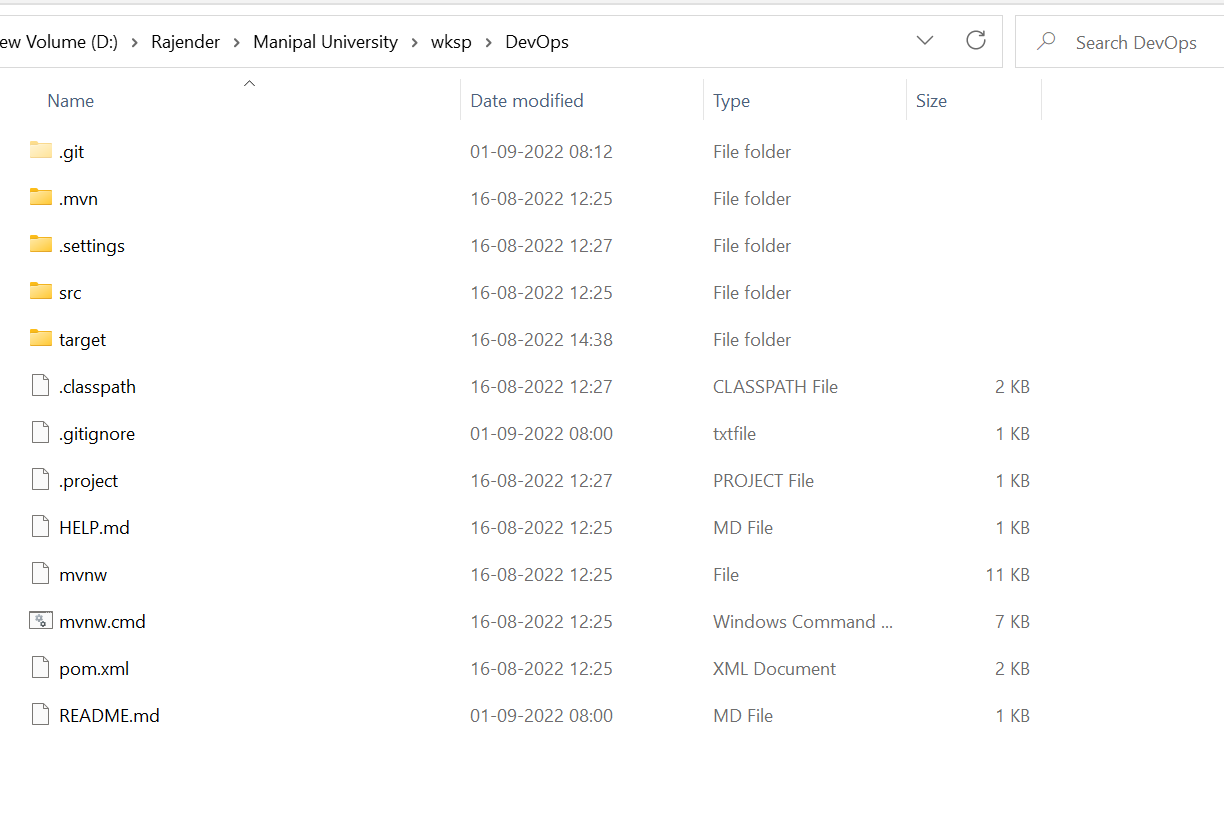 ew Volume (D:) > Rajender > Manipal University > wksp > DevOps Search DevOps
Name Date modified Type Size
.git 01-09-2022 08:12 File folder
.mvn 16-08-2022 12:25 File folder
.settings 16-08-2022 12:27 File folder
src 16-08-2022 12:25 File folder
target 16-08-2022 14:38 File folder
.classpath 16-08-2022 12:27 CLASSPATH File 2 KB
.gitignore 01-09-2022 08:00 txtfile 1 KB
.project 16-08-2022 12:27 PROJECT File 1 KB
HELP.md 16-08-2022 12:25 MD File 1 KB
mvnw 16-08-2022 12:25 File 11 KB
mvnw.cmd 16-08-2022 12:25 Windows Command ... 7 KB
pom.xml 16-08-2022 12:25 XML Document 2 KB
README.md 01-09-2022 08:00 MD File 1 KB